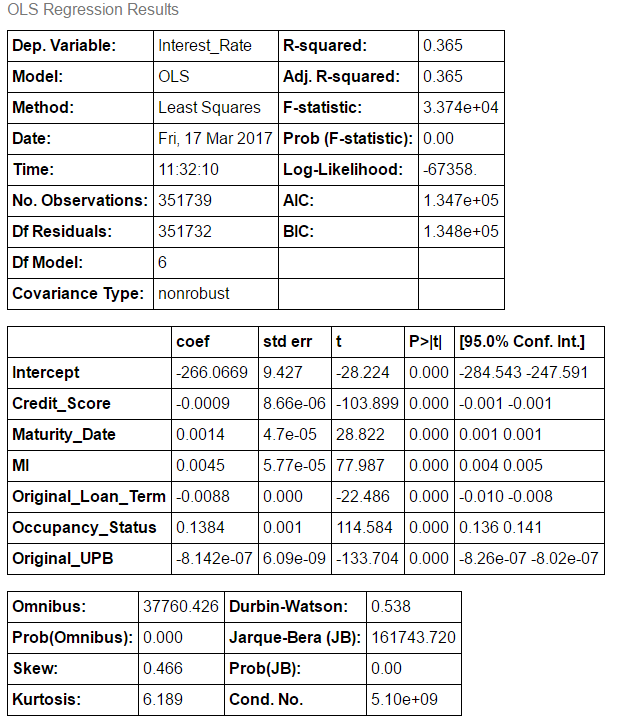 OLS Regression Results
Dep. Variable: Interest_Rate R-squared: 0.365
Model: OLS Adj. R-squared: 0.365
Method: Least Squares F-statistic: 3.374e+04
Date: Fri, 17 Mar 2017 Prob (F-statistic): 0.00
Time: 11:32:10 Log-Likelihood: -67358.
No. Observations: 351739 AIC: 1.347e+05
Df Residuals: 351732 BIC: 1.348e+05
Df Model: 6
Covariance Type: nonrobust
coef std err t P>|t| [95.0% Conf. Int.]
Intercept -266.0669 9.427 -28.224 0.000 -284.543 -247.591
Credit_Score -0.0009 8.66e-06 -103.899 0.000 -0.001 -0.001
Maturity_Date 0.0014 4.7e-05 28.822 0.000 0.001 0.001
MI 0.0045 5.77e-05 77.987 0.000 0.004 0.005
Original_Loan_Term -0.0088 0.000 -22.486 0.000 -0.010 -0.008
Occupancy_Status 0.1384 0.001 114.584 0.000 0.136 0.141
Original_UPB -8.142e-07 6.09e-09 -133.704 0.000 -8.26e-07 -8.02e-07
Omnibus: 37760.426 Durbin-Watson: 0.538
Prob(Omnibus): 0.000 Jarque-Bera (JB): 161743.720
Skew: 0.466 Prob(JB): 0.00
Kurtosis: 6.189 Cond. No. 5.10e+09